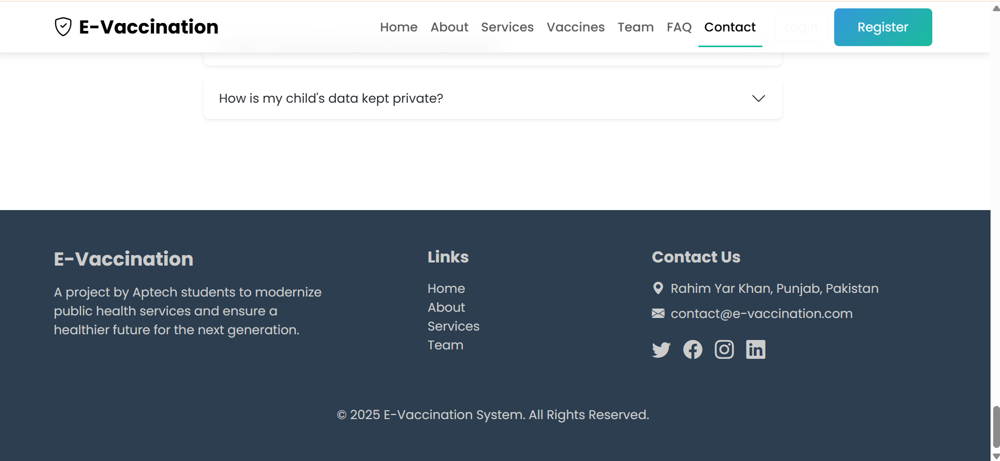 E-Vaccination
Home About Services Vaccines Team FAQ Contact Login Register
How is my child's data kept private?
E-Vaccination
A project by Aptech students to modernize
public health services and ensure a
healthier future for the next generation.
Links
Home
About
Services
Team
Contact Us
Rahim Yar Khan, Punjab, Pakistan
contact@e-vaccination.com
© 2025 E-Vaccination System. All Rights Reserved.